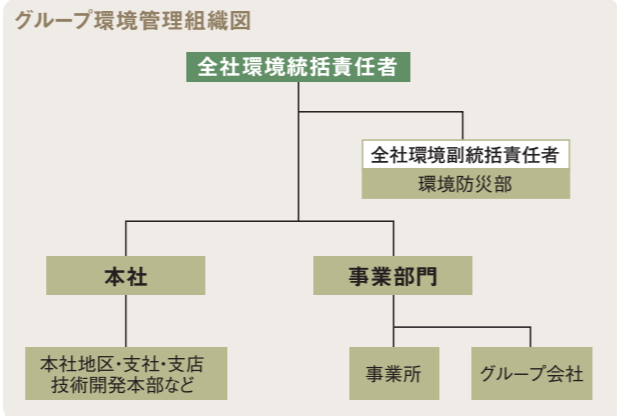 グループ環境管理組織図
全社環境統括責任者
全社環境副統括責任者
環境防災部
本社
事業部門
本社地区・支社・支店
技術開発本部など
事業所
グループ会社